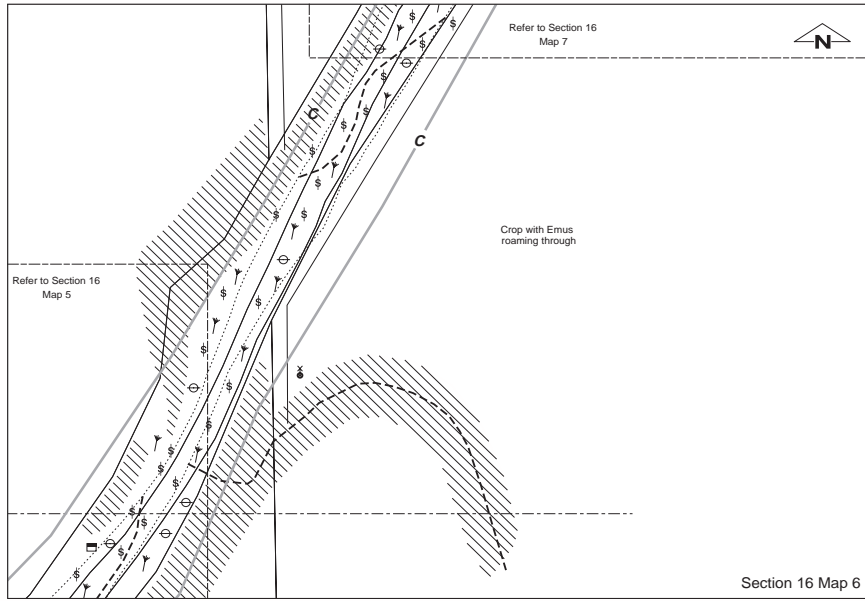 Refer to Section 16
Map 7
N
C
C
Crop with Emus
roaming through
Refer to Section 16
Map 5
Section 16 Map 6